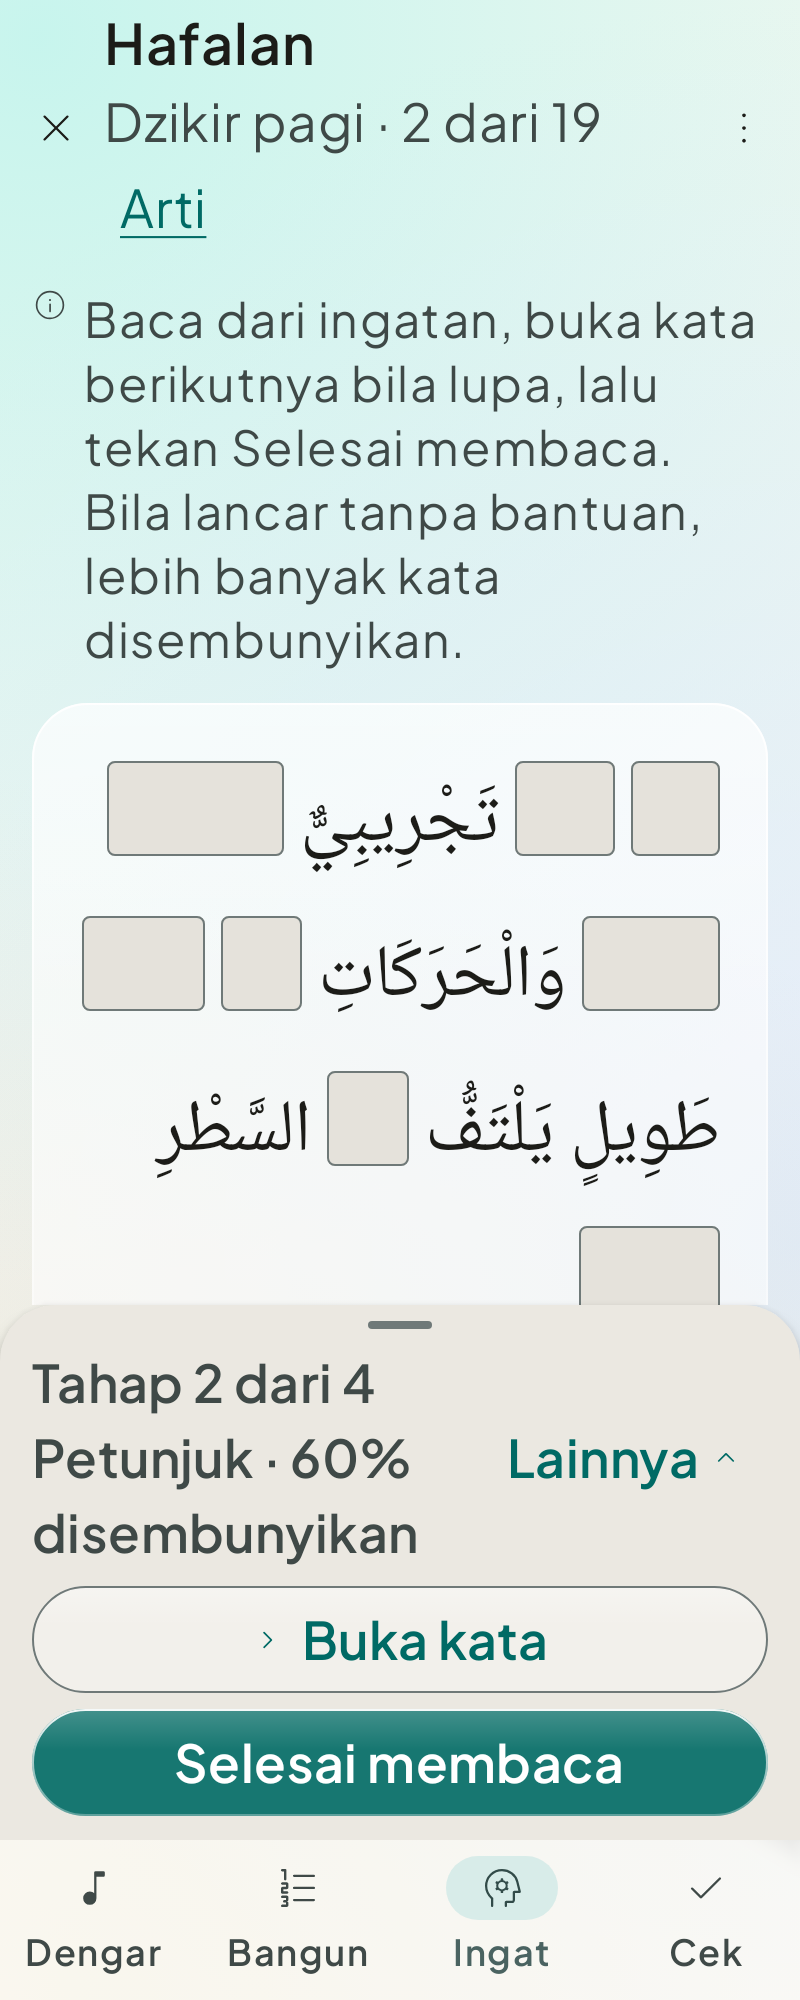 Hafalan
Dzikir pagi · 2 dari 19
Arti
Baca dari ingatan, buka kata
berikutnya bila lupa, lalu
tekan Selesai membaca.
Bila lancar tanpa bantuan,
lebih banyak kata
disembunyikan.
تَجْرِيبِيٌّ
وَالْحَرَكَاتِ
طَوِيلٍ يَلْتَفُّ السَّطْرِ
Tahap 2 dari 4
Petunjuk · 60%
disembunyikan
Lainnya
Buka kata
Selesai membaca
Dengar
Bangun
Ingat
Cek